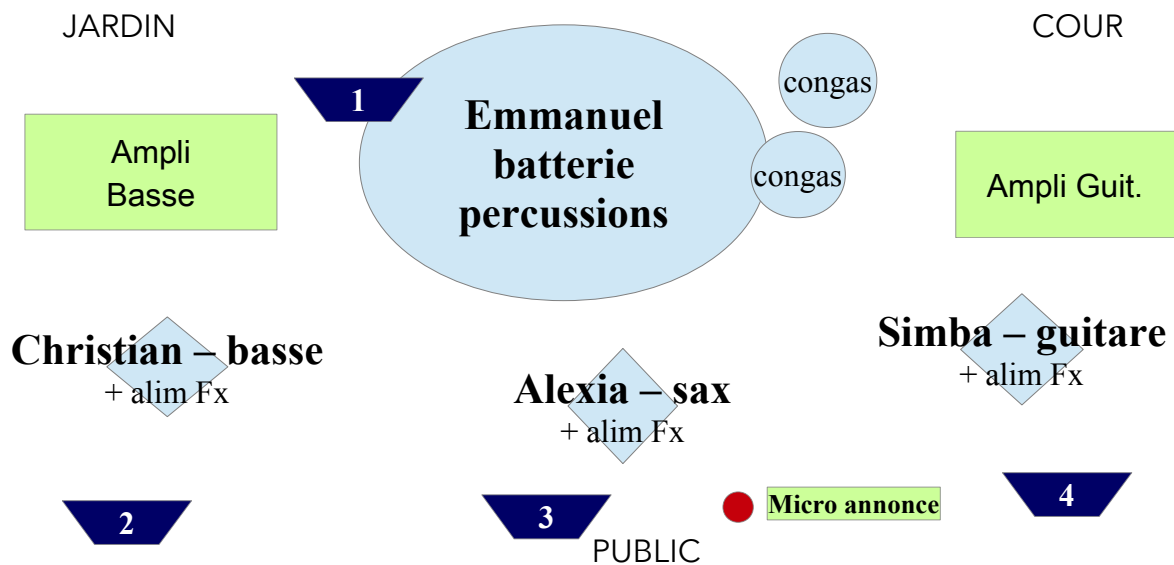 JARDIN
COUR
1
congas
Emmanuel
batterie
percussions
congas
Ampli
Basse
Ampli Guit.
Christian – basse
+ alim Fx
Alexia – sax
+ alim Fx
Simba – guitare
+ alim Fx
2
3
Micro annonce
4
PUBLIC